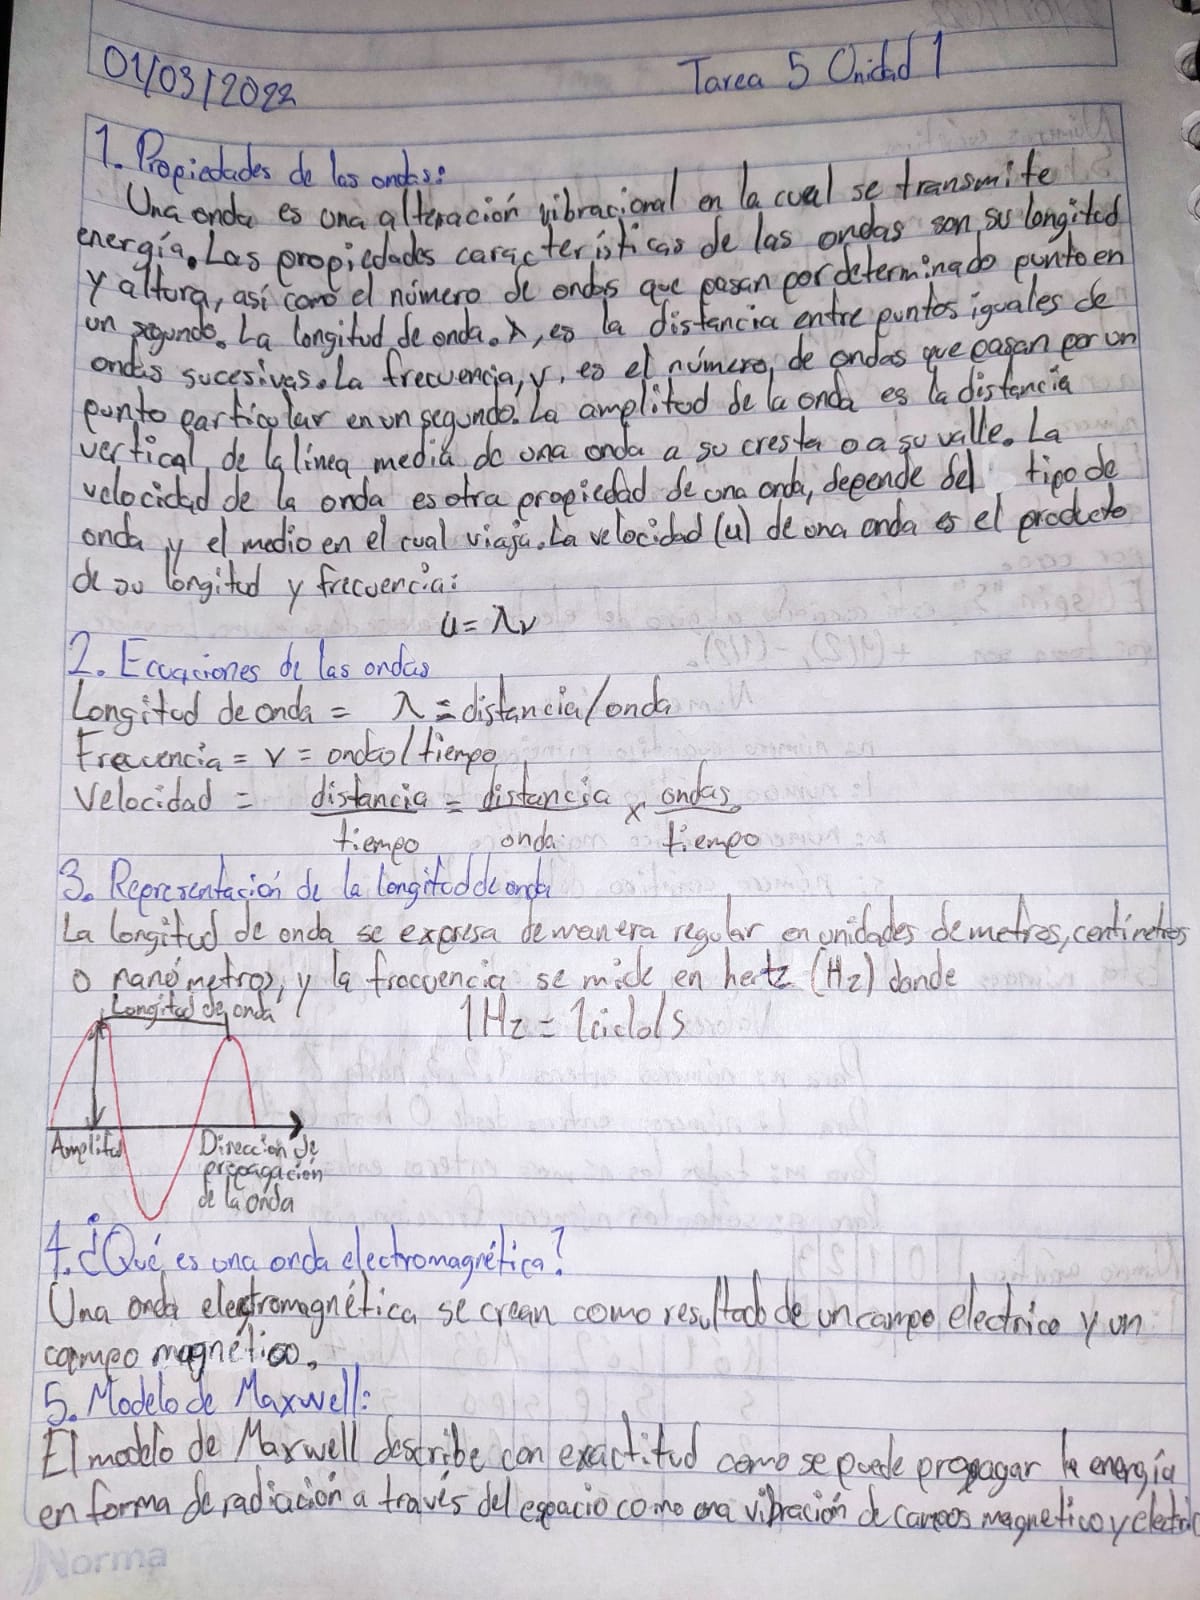 01/03/2022
Tarea 5 Unidad 1
1. Propiedades de las ondas:
Una onda es una alteración vibracional en la cual se transmite
energía. Las propiedades características de las ondas son su longitud
y altura, así como el número de ondas que pasan por determinado punto en
un segundo. La longitud de onda. λ, es la distancia entre puntos iguales de
ondas sucesivas. La frecuencia, v, es el número de ondas que pasan por un
punto particular en un segundo. La amplitud de la onda es la distancia
vertical de la línea media de una onda a su cresta o a su valle. La
velocidad de la onda es otra propiedad de una onda, depende del tipo de
onda y el medio en el cual viaja. La velocidad (u) de una onda es el producto
de su longitud y frecuencia:
u = λv
2. Ecuaciones de las ondas
Longitud de onda = λ = distancia/onda
Frecuencia = v = ondas/tiempo
Velocidad = distancia/tiempo = distancia/onda x ondas/tiempo
3. Representación de la longitud de onda
La longitud de onda se expresa de manera regular en unidades de metros, centímetros
o nanómetros, y la frecuencia se mide en hertz (Hz) donde
1Hz = 1ciclo/s
Longitud de onda
Amplitud
Dirección de
propagación
de la onda
4. ¿Qué es una onda electromagnética?
Una onda electromagnética se crean como resultado de un campo electrico y un
campo magnético.
5. Modelo de Maxwell:
El modelo de Maxwell describe con exactitud como se puede propagar la energía
en forma de radiación a través del espacio como una vibración de campos magnetico y electric
Norma